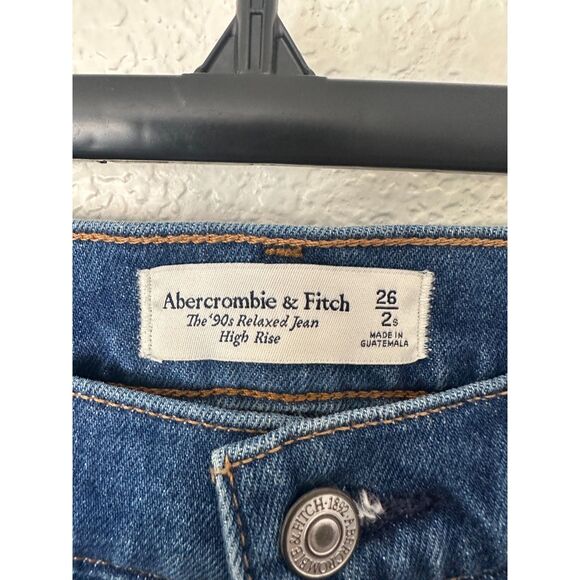 Abercrombie & Fitch
The '90s Relaxed Jean
High Rise
26
2s
MADE IN
GUATEMALA
ABERCROMBIE & FITCH · 1892 ·